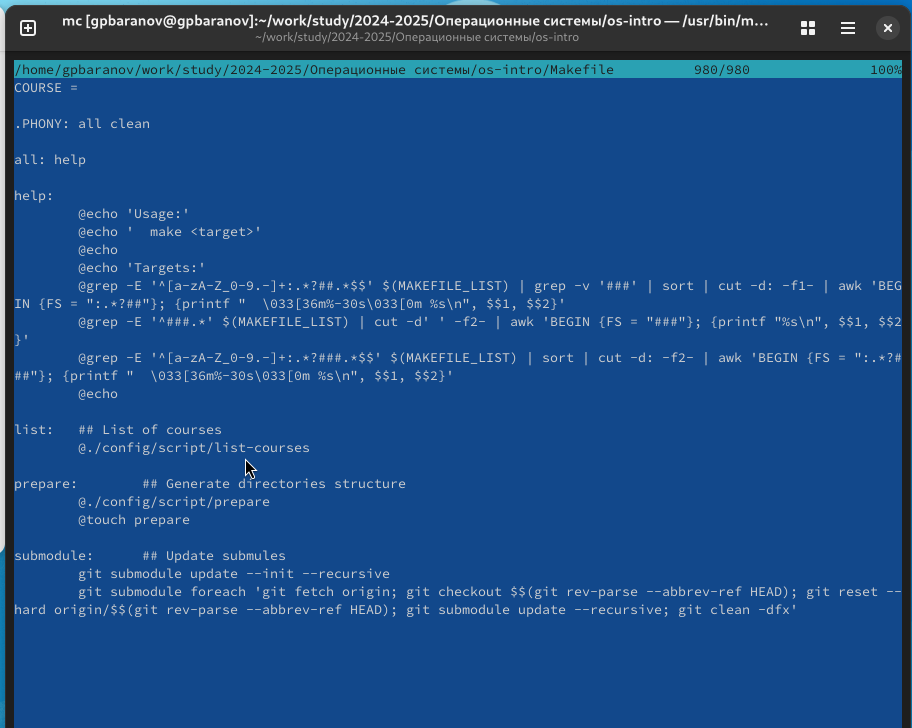 mc [gpbaranov@gpbaranov]:~/work/study/2024-2025/Операционные системы/os-intro — /usr/bin/m…
~/work/study/2024-2025/Операционные системы/os-intro
/home/gpbaranov/work/study/2024-2025/Операционные системы/os-intro/Makefile          980/980               100%
COURSE =

.PHONY: all clean

all: help

help:
        @echo 'Usage:'
        @echo '  make <target>'
        @echo
        @echo 'Targets:'
        @grep -E '^[a-zA-Z_0-9.-]+:.*?##.*$$' $(MAKEFILE_LIST) | grep -v '###' | sort | cut -d: -f1- | awk 'BEG
IN {FS = ":.*?##"}; {printf "  \033[36m%-30s\033[0m %s\n", $$1, $$2}'
        @grep -E '^###.*' $(MAKEFILE_LIST) | cut -d' ' -f2- | awk 'BEGIN {FS = "###"}; {printf "%s\n", $$1, $$2
}'
        @grep -E '^[a-zA-Z_0-9.-]+:.*?###.*$$' $(MAKEFILE_LIST) | sort | cut -d: -f2- | awk 'BEGIN {FS = ":.*?#
##"}; {printf "  \033[36m%-30s\033[0m %s\n", $$1, $$2}'
        @echo

list:   ## List of courses
        @./config/script/list-courses

prepare:        ## Generate directories structure
        @./config/script/prepare
        @touch prepare

submodule:      ## Update submules
        git submodule update --init --recursive
        git submodule foreach 'git fetch origin; git checkout $$(git rev-parse --abbrev-ref HEAD); git reset --
hard origin/$$(git rev-parse --abbrev-ref HEAD); git submodule update --recursive; git clean -dfx'